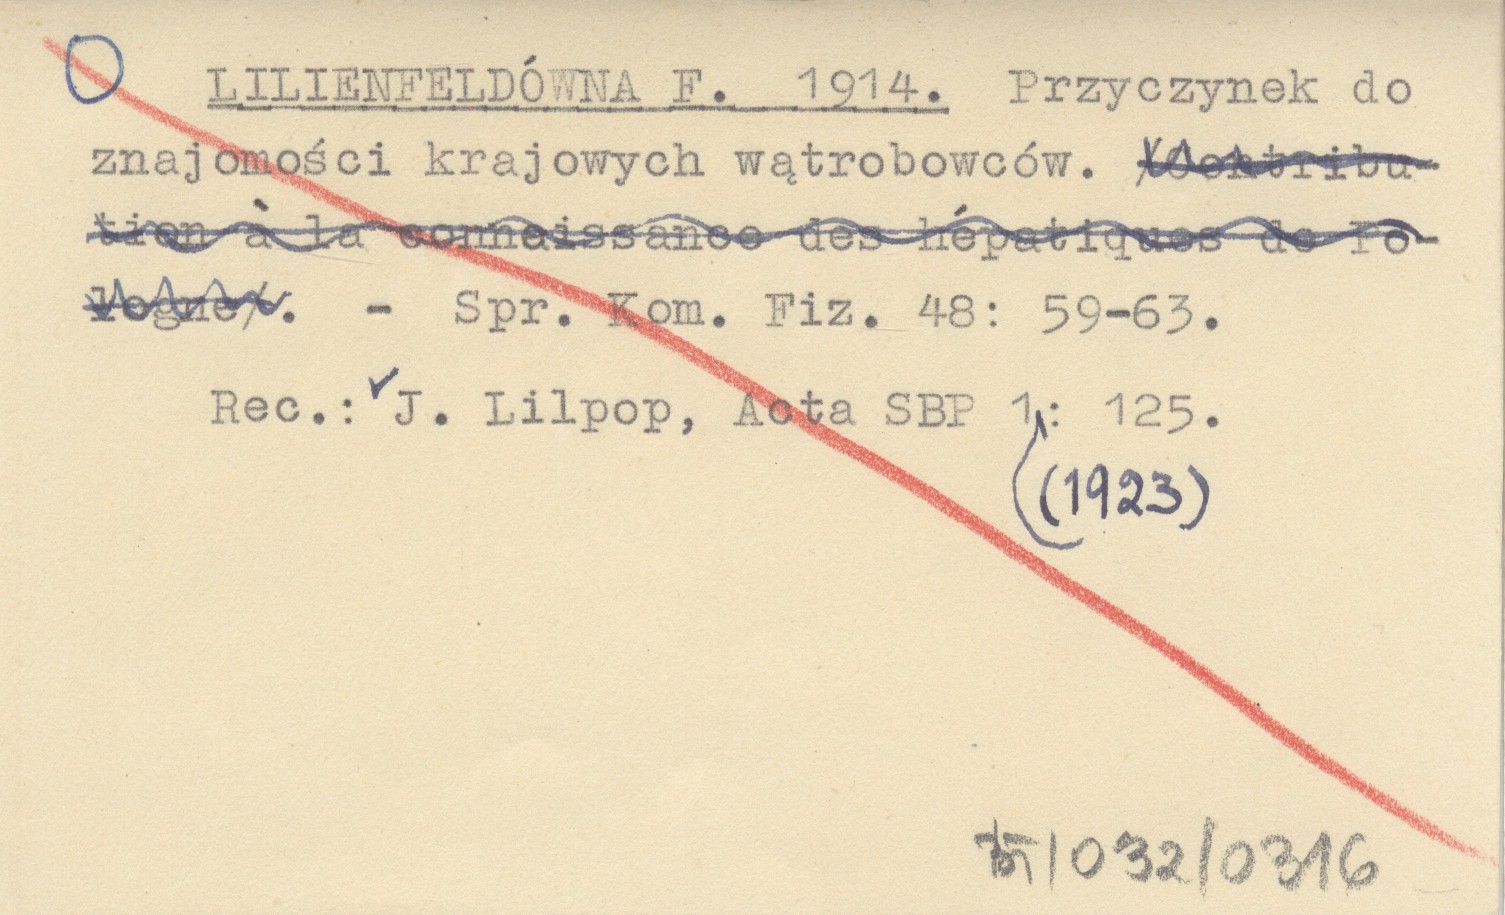 LILIENFELDÓWNA F. 1914. Przyczynek do
znajomości krajowych wątrobowców. /Contribu-
tion à la connaissance des hépatiques de Po-
logne/. - Spr. Kom. Fiz. 48: 59-63.
Rec.: J. Lilpop, Acta SBP 1: 125.
(1923)
/032/0316